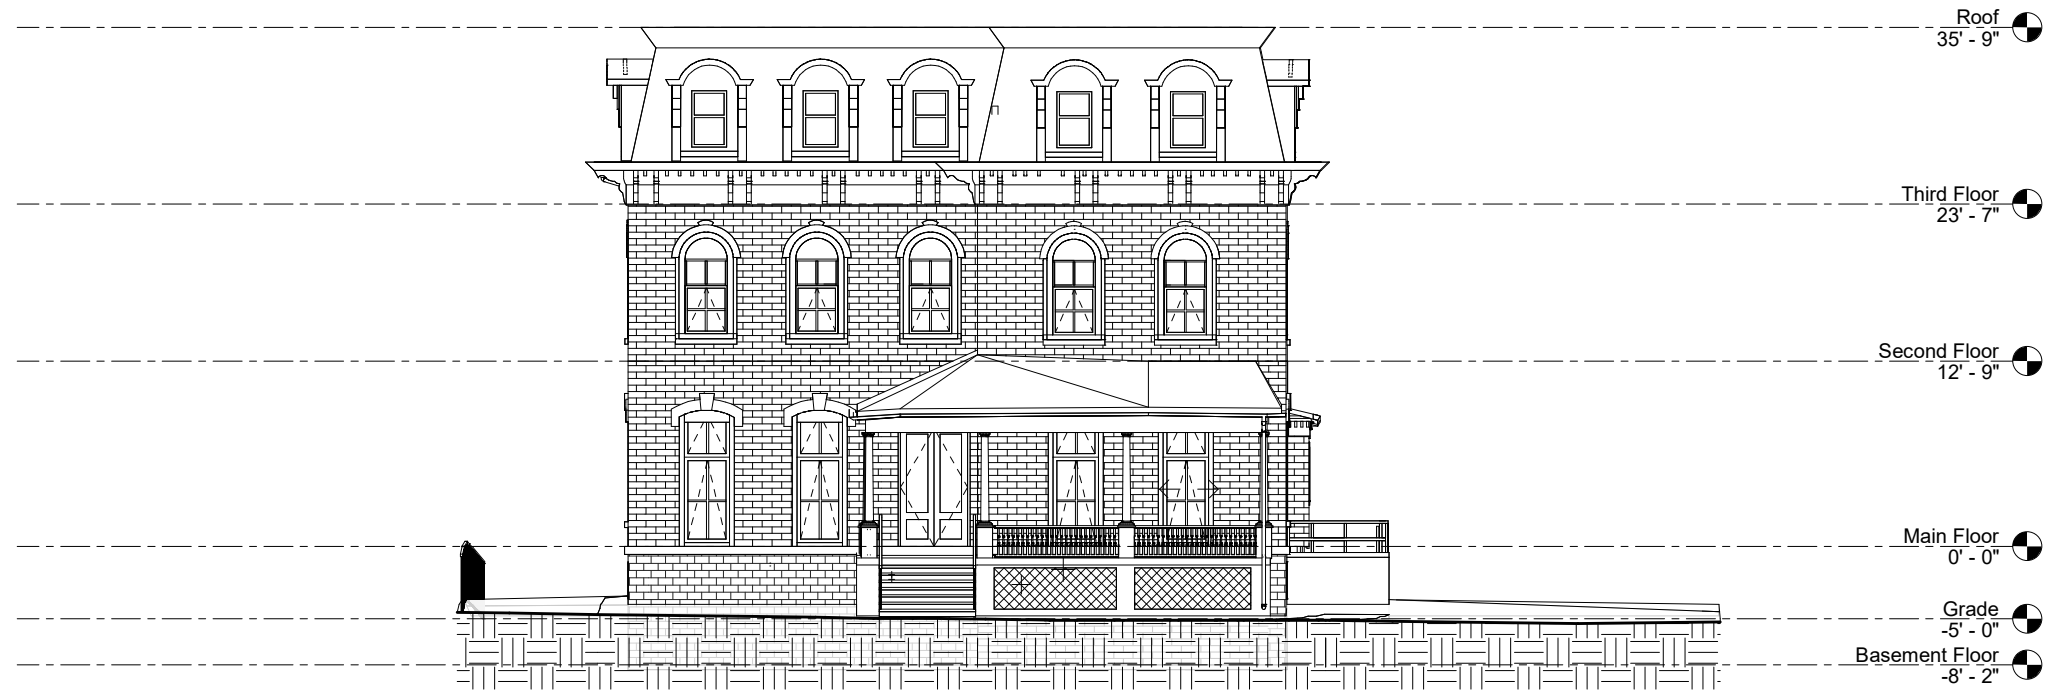 Roof
35' - 9"
Third Floor
23' - 7"
Second Floor
12' - 9"
Main Floor
0' - 0"
Grade
-5' - 0"
Basement Floor
-8' - 2"